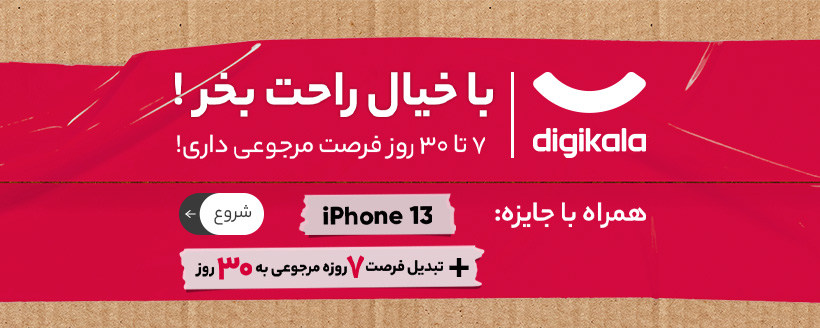 با خیال راحت بخر!
۷ تا ۳۰ روز فرصت مرجوعی داری!
digikala
همراه با جایزه:
iPhone 13
شروع
+ تبدیل فرصت ۷ روزه مرجوعی به ۳۰ روز